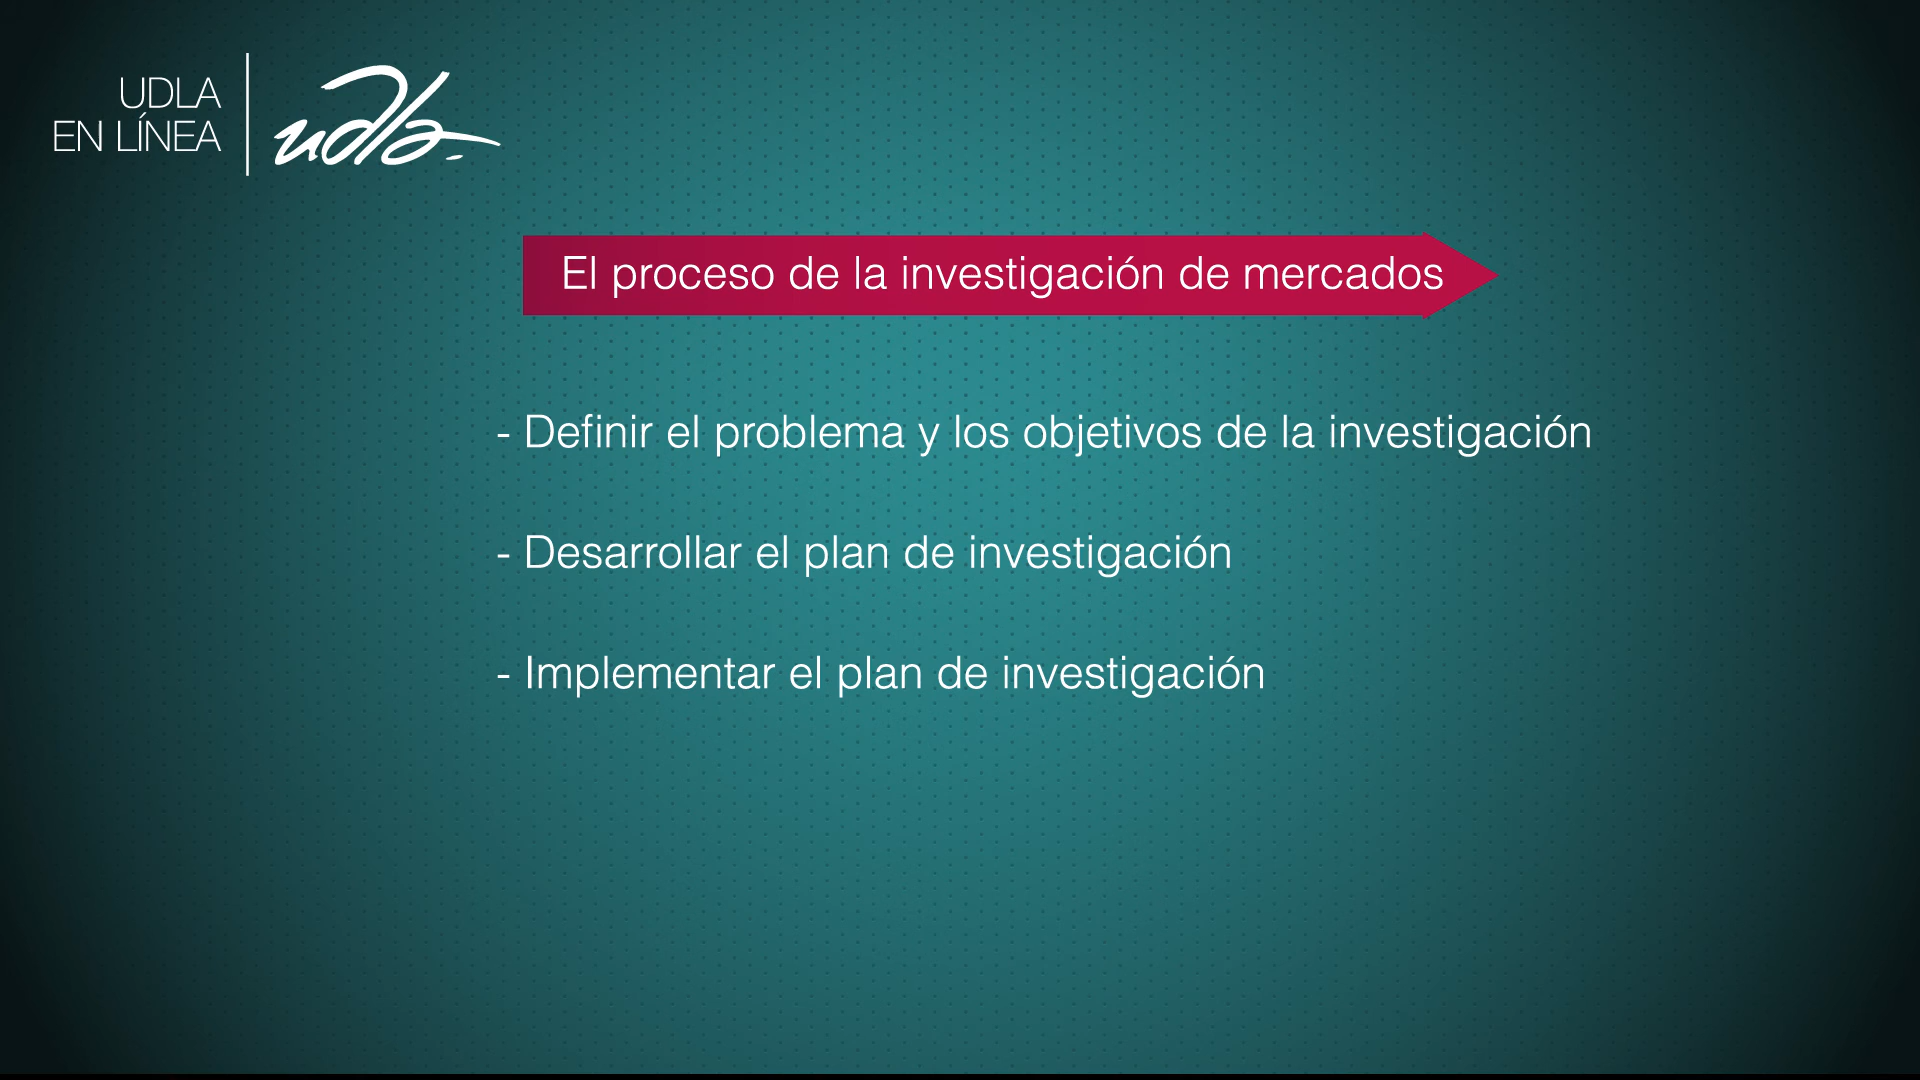 UDLA
EN LÍNEA
udla
El proceso de la investigación de mercados
- Definir el problema y los objetivos de la investigación
- Desarrollar el plan de investigación
- Implementar el plan de investigación